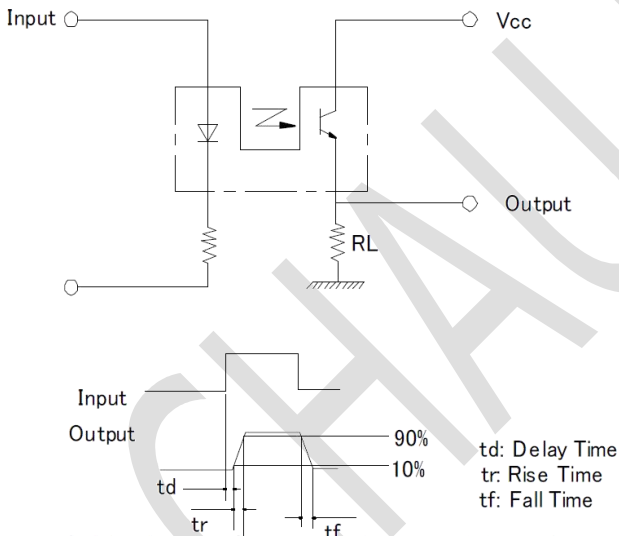 Input
Vcc
Output
RL
Input
Output
90%
10%
td
tr
tf
td: Delay Time
tr: Rise Time
tf: Fall Time